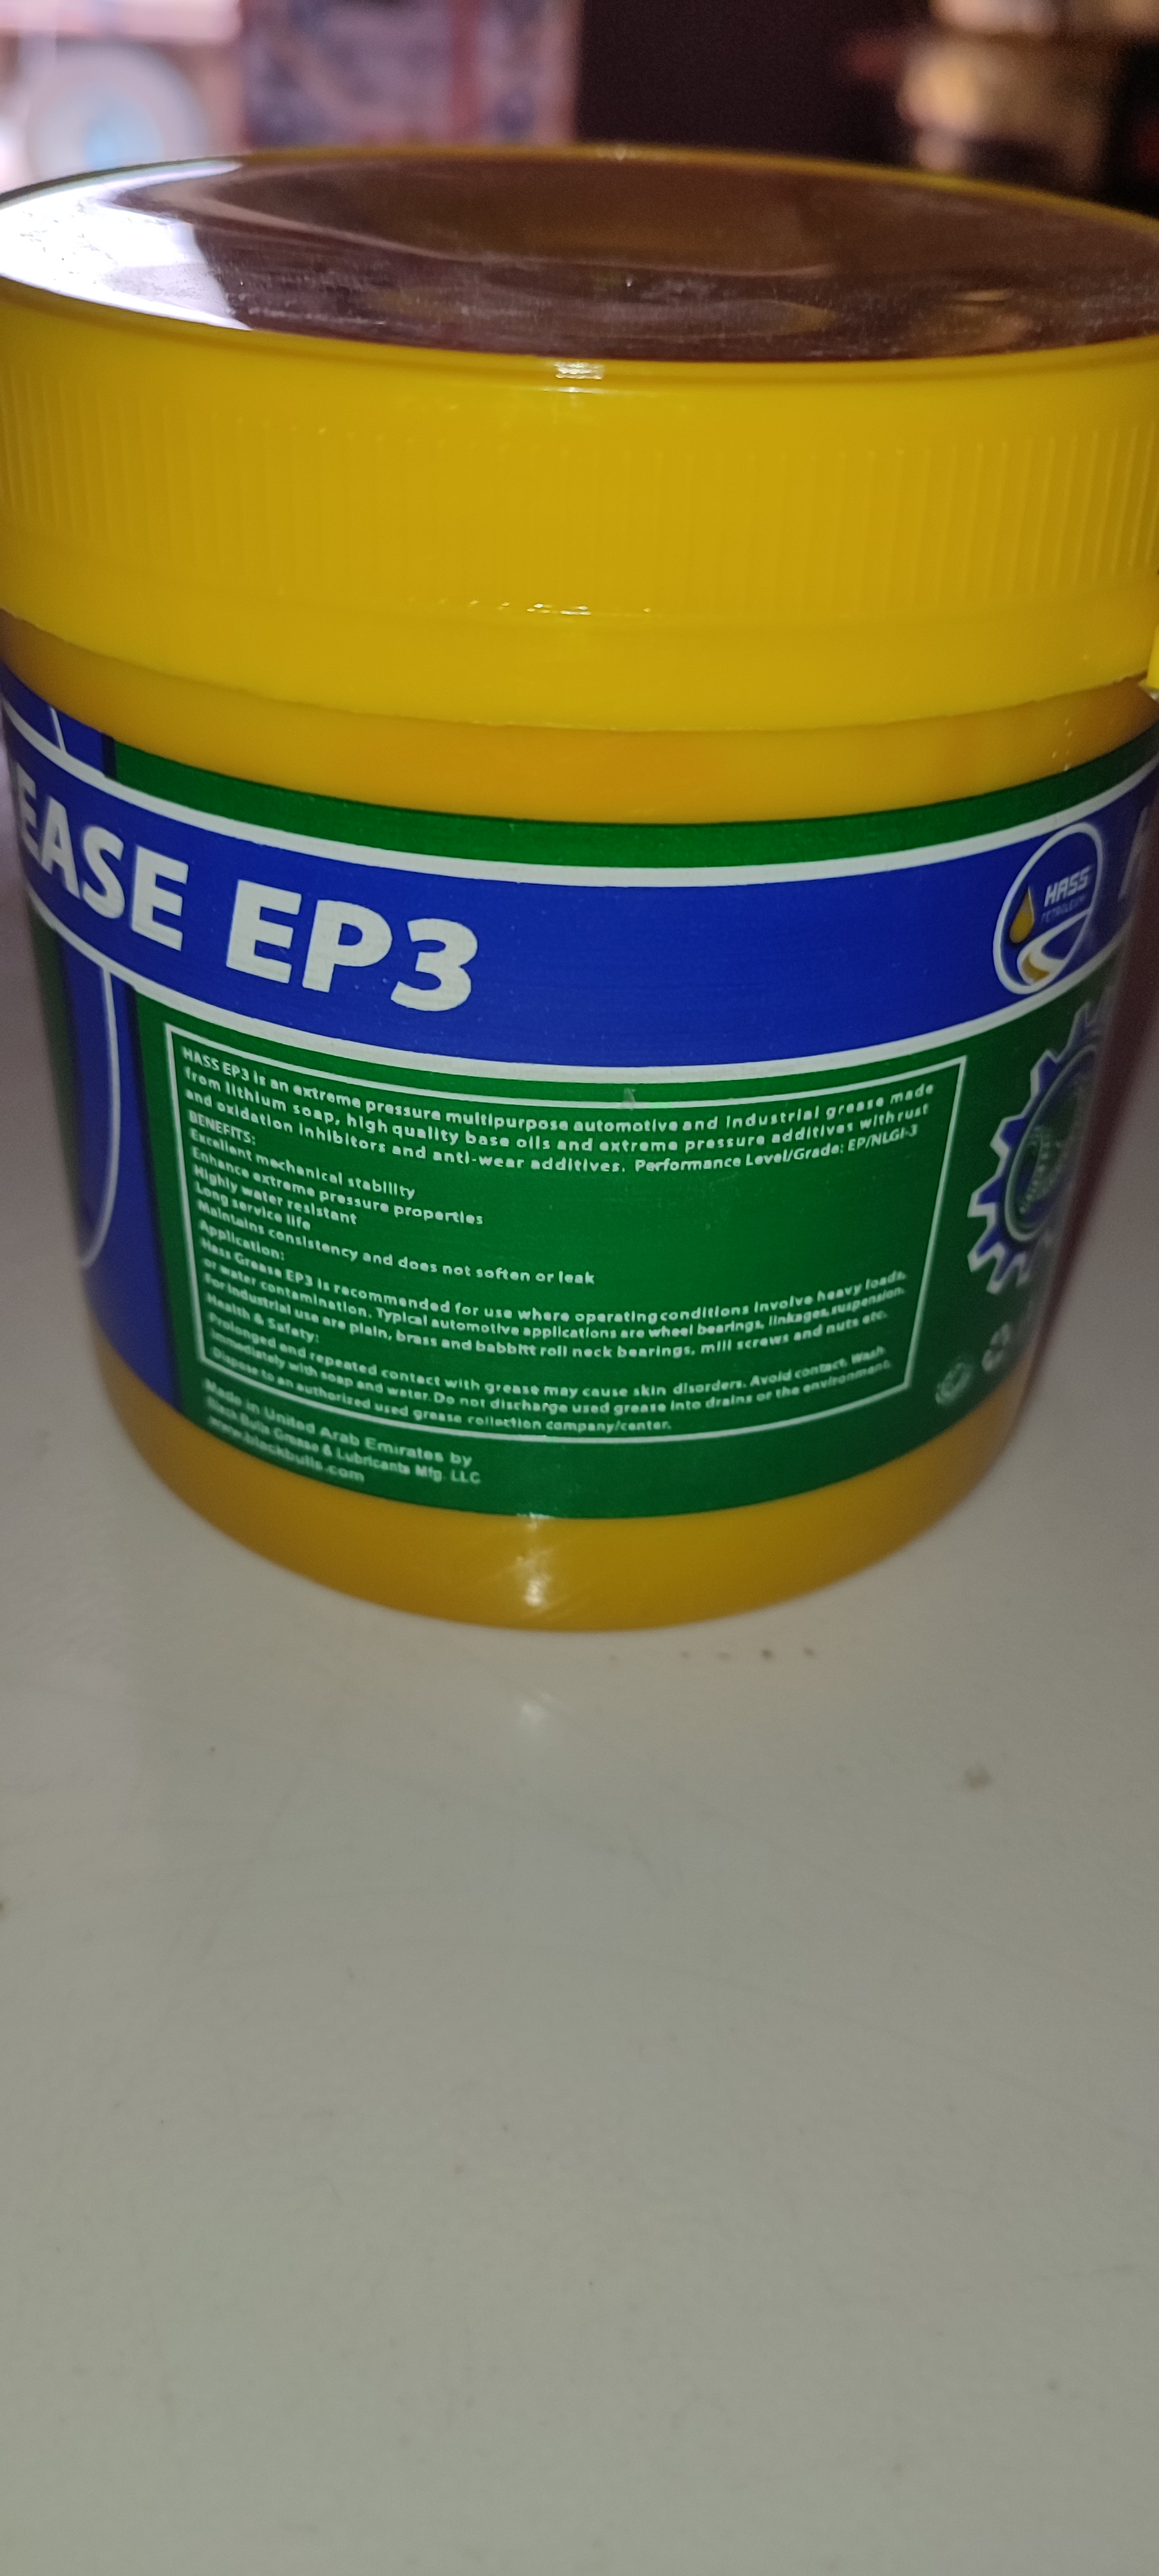 EASE EP3
HASS
PETROLEUM
HASS EP3 is an extreme pressure multipurpose automotive and industrial grease made
from lithium soap, high quality base oils and extreme pressure additives with rust
and oxidation inhibitors and anti-wear additives. Performance Level/Grade: EP/NLGI-3
BENEFITS:
Excellent mechanical stability
Enhance extreme pressure properties
Highly water resistant
Long service life
Maintains consistency and does not soften or leak
Application:
Hass Grease EP3 is recommended for use where operating conditions involve heavy loads,
or water contamination. Typical automotive applications are wheel bearings, linkages, suspension.
For industrial use are plain, brass and babbitt roll neck bearings, mill screws and nuts etc.
Health & Safety:
Prolonged and repeated contact with grease may cause skin disorders. Avoid contact. Wash
immediately with soap and water. Do not discharge used grease into drains or the environment.
Dispose to an authorized used grease collection company/center.
Made in United Arab Emirates by
Black Bulls Grease & Lubricants Mfg. LLC
www.blackbulls.com